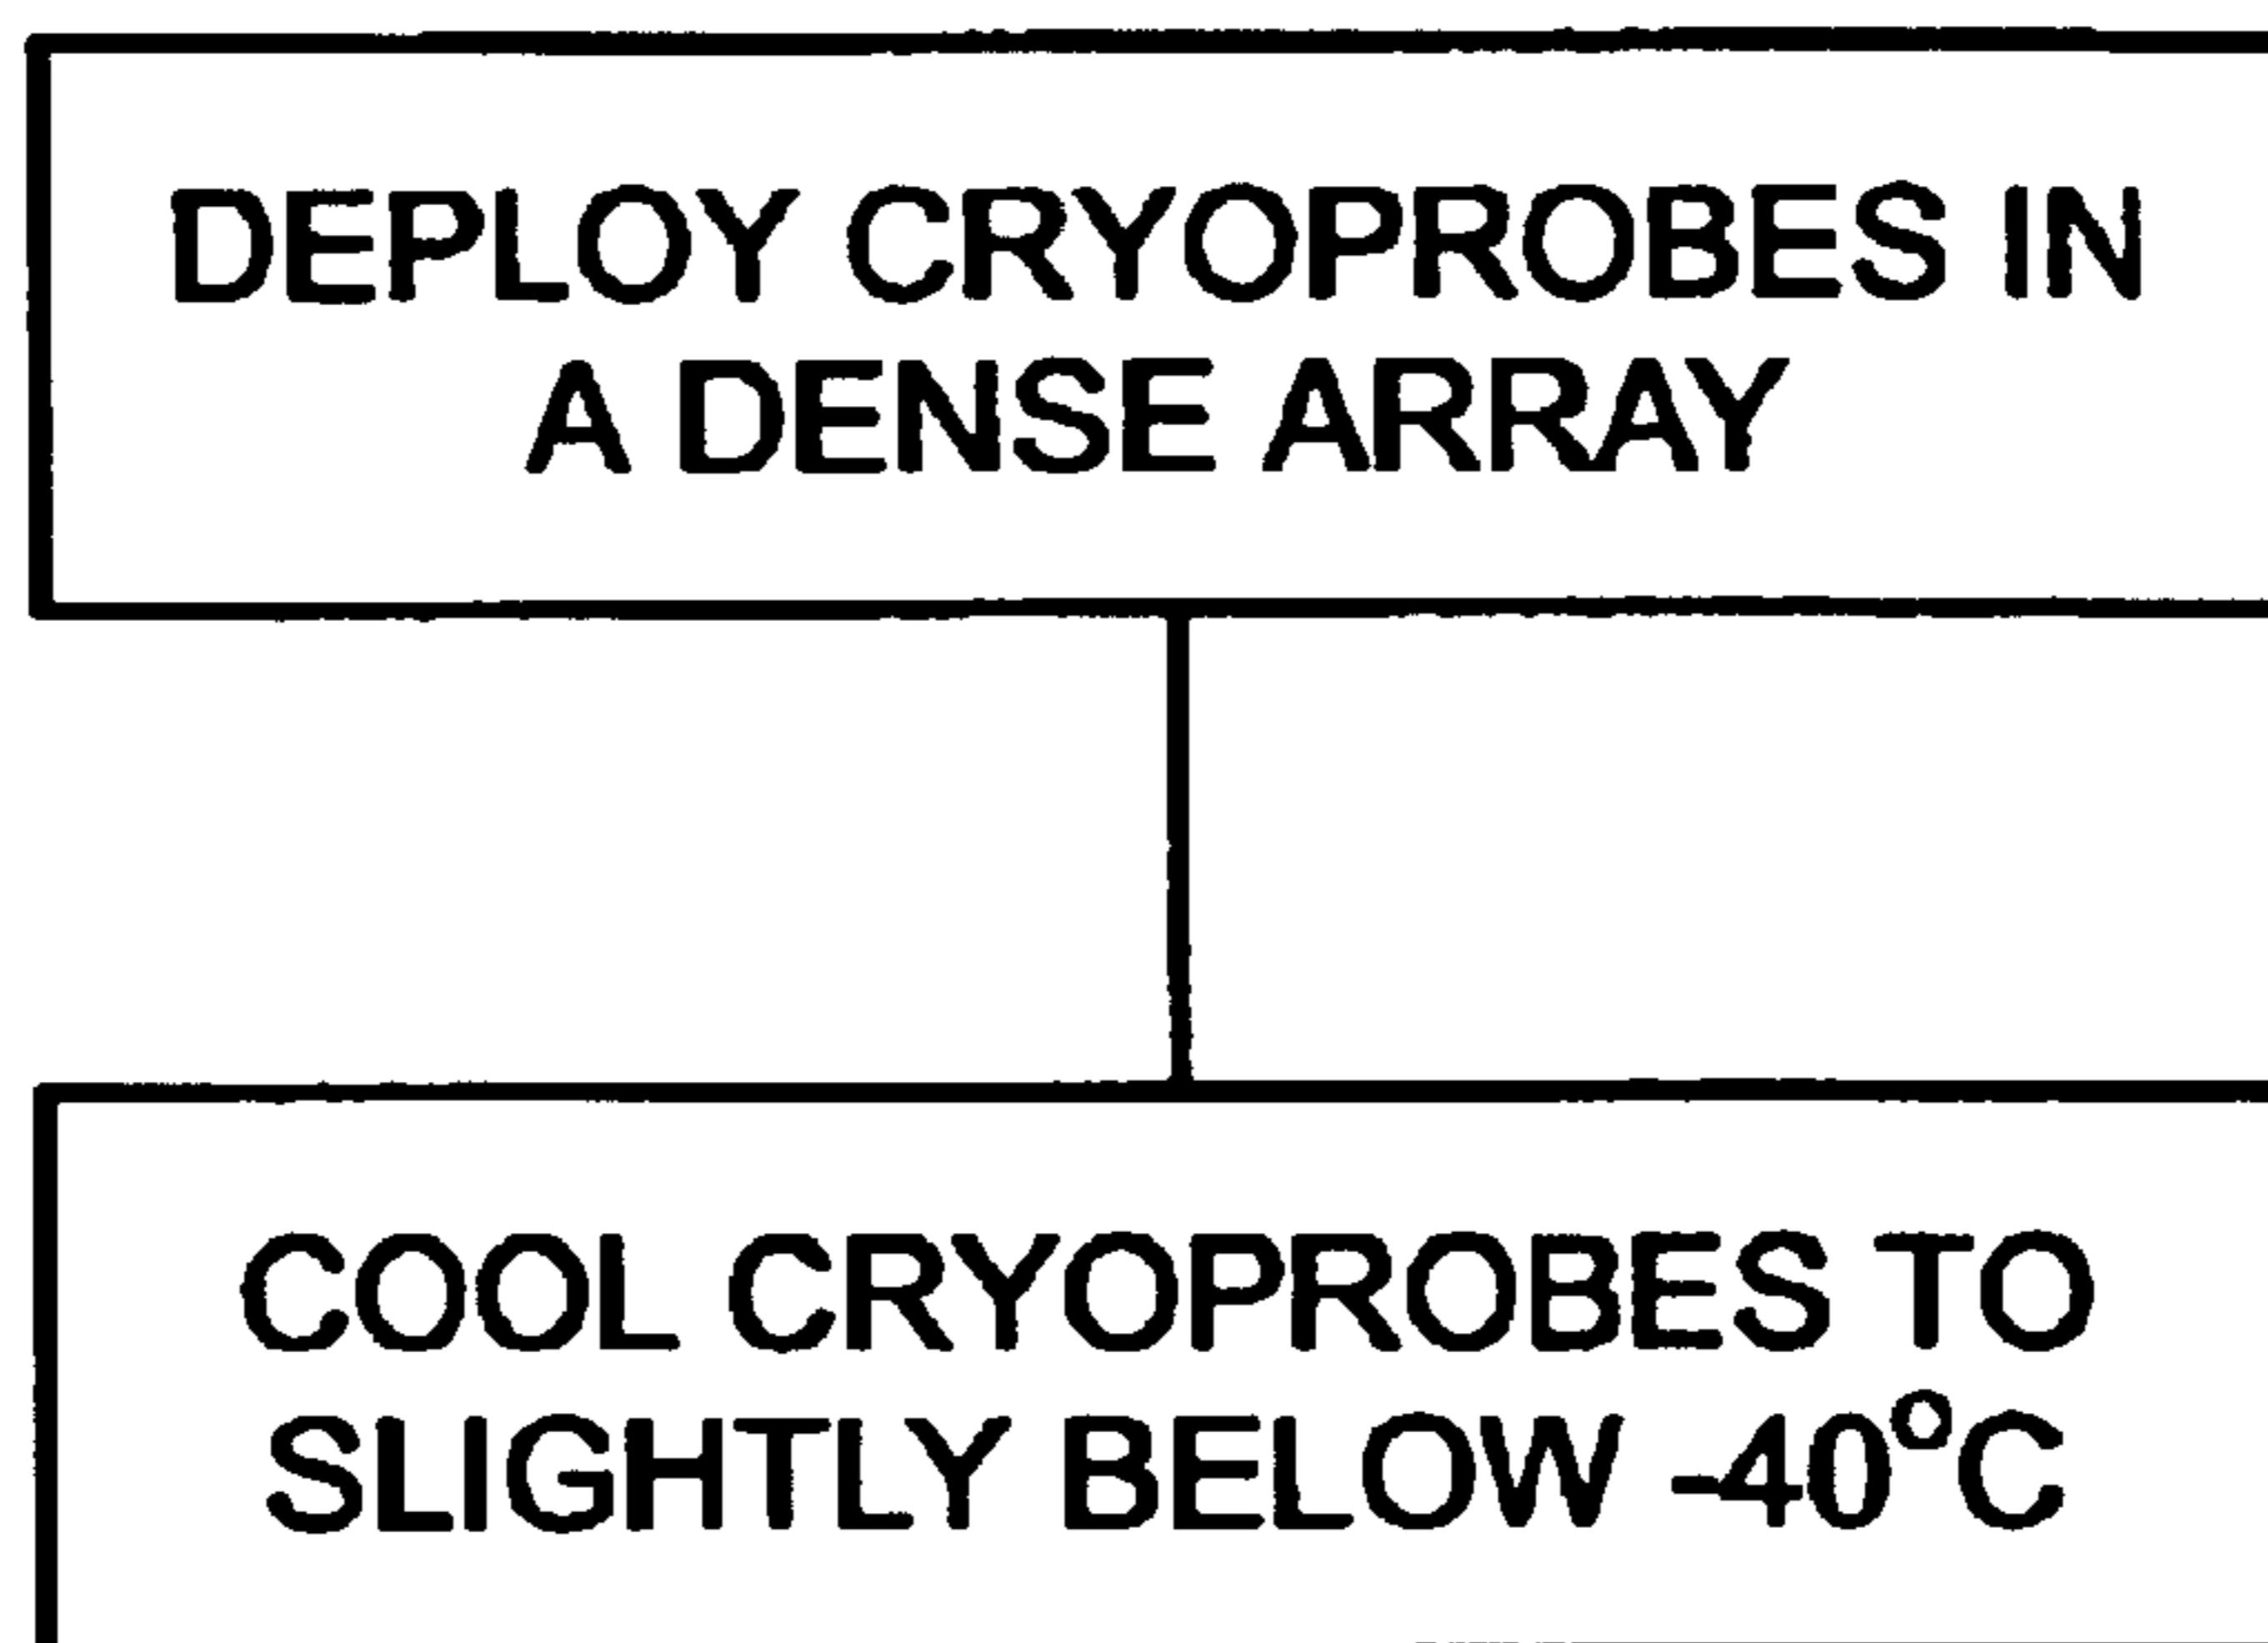 DEPLOY CRYOPROBES IN
A DENSE ARRAY
COOL CRYOPROBES TO
SLIGHTLY BELOW -40°C